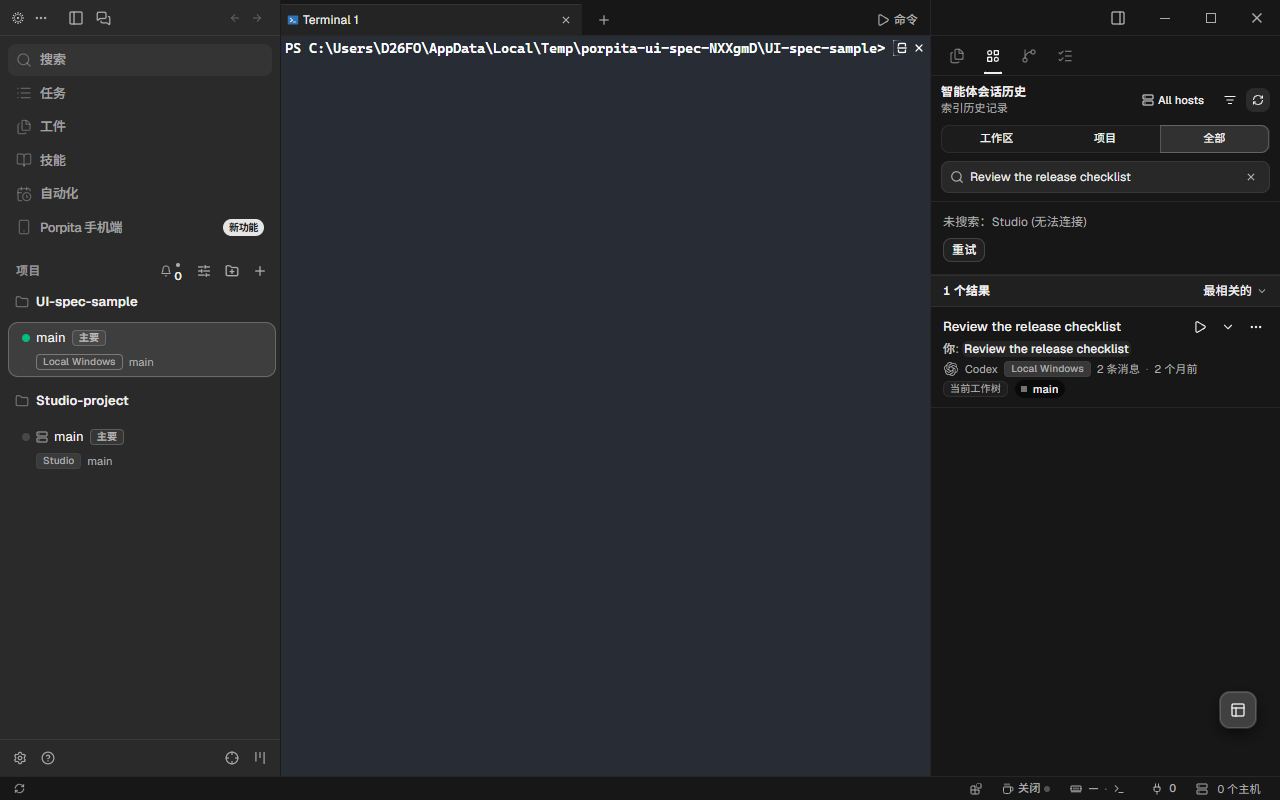 搜索
任务
工件
技能
自动化
Porpita 手机端 新功能
项目 0
UI-spec-sample
main 主要
Local Windows main
Studio-project
main 主要
Studio main
Terminal 1
命令
PS C:\Users\D26FO\AppData\Local\Temp\porpita-ui-spec-NXXgmD\UI-spec-sample>
智能体会话历史
索引历史记录
All hosts
工作区 项目 全部
Review the release checklist
未搜索: Studio (无法连接)
重试
1 个结果 最相关的
Review the release checklist
你: Review the release checklist
Codex Local Windows 2 条消息 · 2 个月前
当前工作树 main
关闭 — · 0 0 个主机